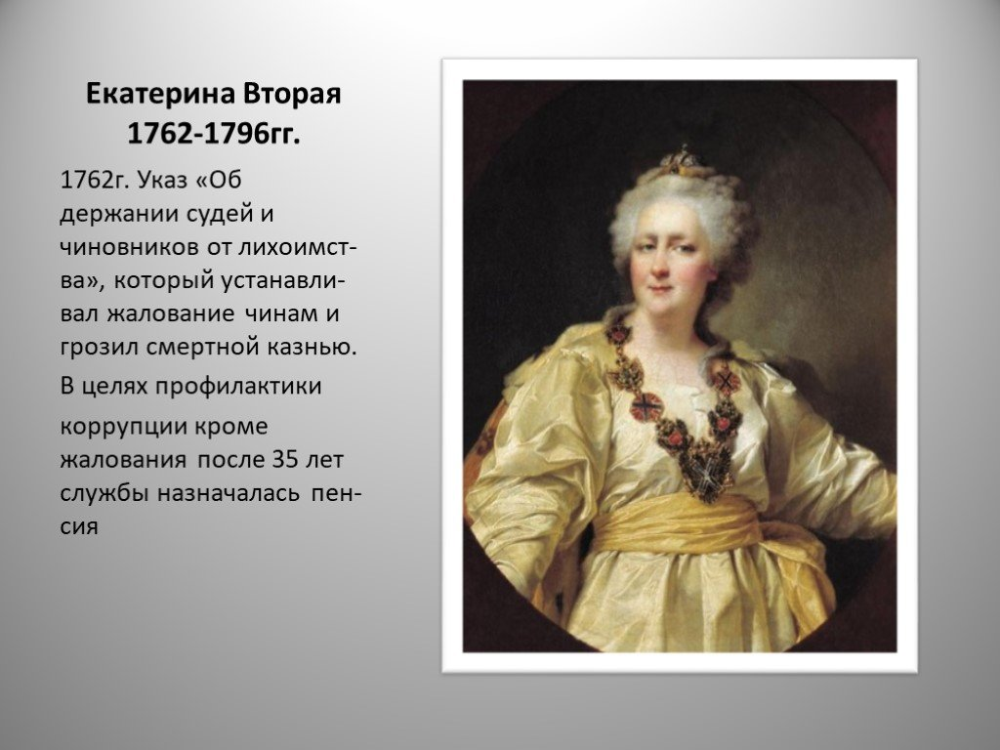 Екатерина Вторая
1762-1796гг.
1762г. Указ «Об
держании судей и
чиновников от лихоимст-
ва», который устанавли-
вал жалование чинам и
грозил смертной казнью.
В целях профилактики
коррупции кроме
жалования после 35 лет
службы назначалась пен-
сия